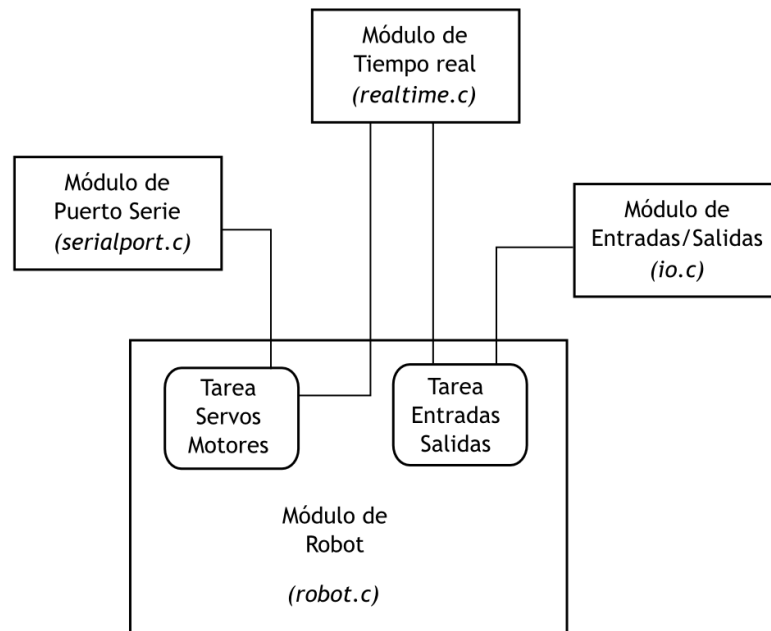 Módulo de
Tiempo real
(realtime.c)
Módulo de
Puerto Serie
(serialport.c)
Módulo de
Entradas/Salidas
(io.c)
Tarea
Servos
Motores
Tarea
Entradas
Salidas
Módulo de
Robot
(robot.c)